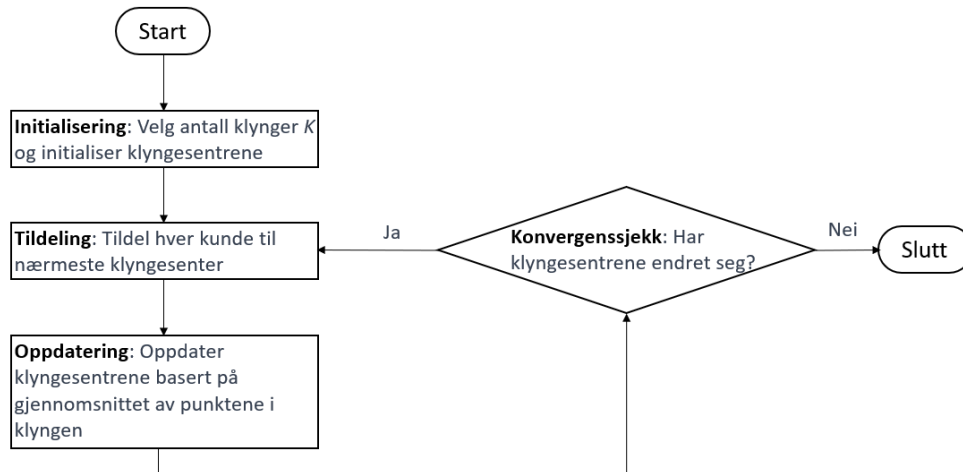 Start
Initialisering: Velg antall klynger K
og initialiser klyngesentrene
Tildeling: Tildel hver kunde til
nærmeste klyngesenter
Oppdatering: Oppdater
klyngesentrene basert på
gjennomsnittet av punktene i
klyngen
Konvergenssjekk: Har
klyngesentrene endret seg?
Ja
Nei
Slutt